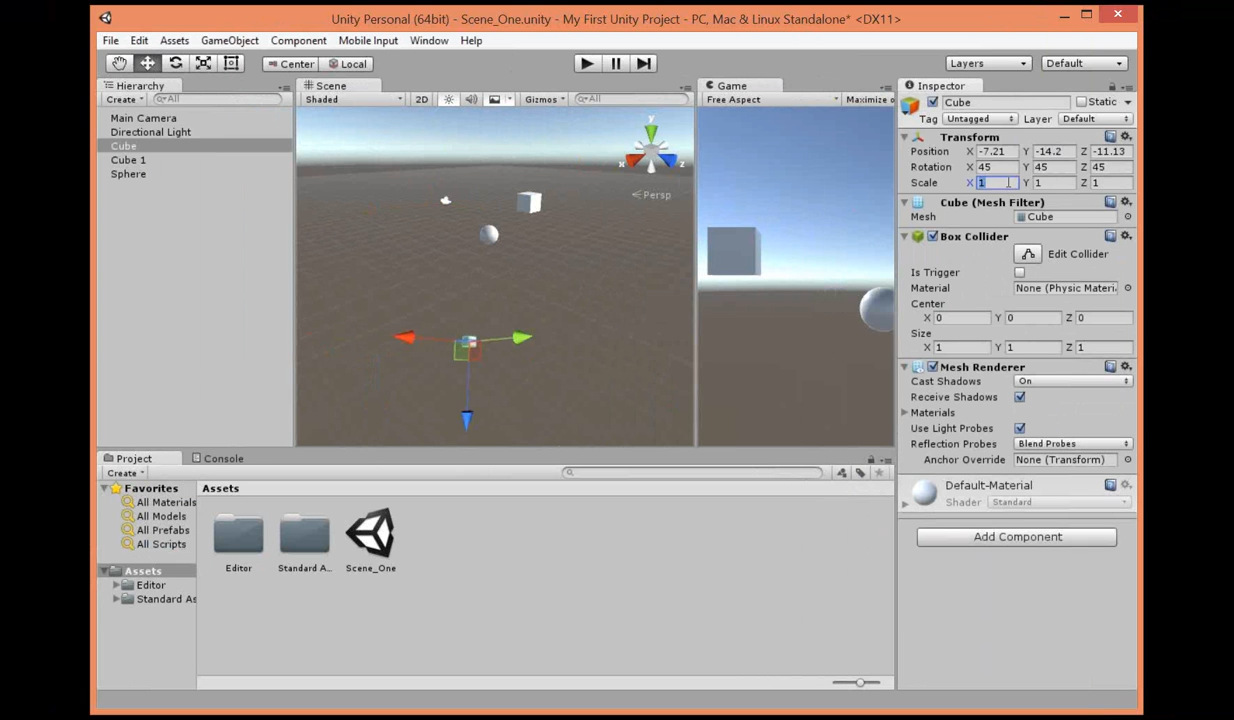 Unity Personal (64bit) - Scene_One.unity - My First Unity Project - PC, Mac & Linux Standalone* <DX11>
File Edit Assets GameObject Component Mobile Input Window Help
Center Local Layers Default
Hierarchy
Create All
Main Camera
Directional Light
Cube
Cube 1
Sphere
Scene
Shaded 2D Gizmos All
y
x z
Persp
Game
Free Aspect Maximize o
Inspector
Cube Static
Tag Untagged Layer Default
Transform
Position X -7.21 Y -14.2 Z -11.13
Rotation X 45 Y 45 Z 45
Scale X 1 Y 1 Z 1
Cube (Mesh Filter)
Mesh Cube
Box Collider
Edit Collider
Is Trigger
Material None (Physic Materi
Center
X 0 Y 0 Z 0
Size
X 1 Y 1 Z 1
Mesh Renderer
Cast Shadows On
Receive Shadows
Materials
Use Light Probes
Reflection Probes Blend Probes
Anchor Override None (Transform)
Default-Material
Shader Standard
Add Component
Project Console
Create
Favorites
All Materials
All Models
All Prefabs
All Scripts
Assets
Editor
Standard As
Assets
Editor Standard A... Scene_One